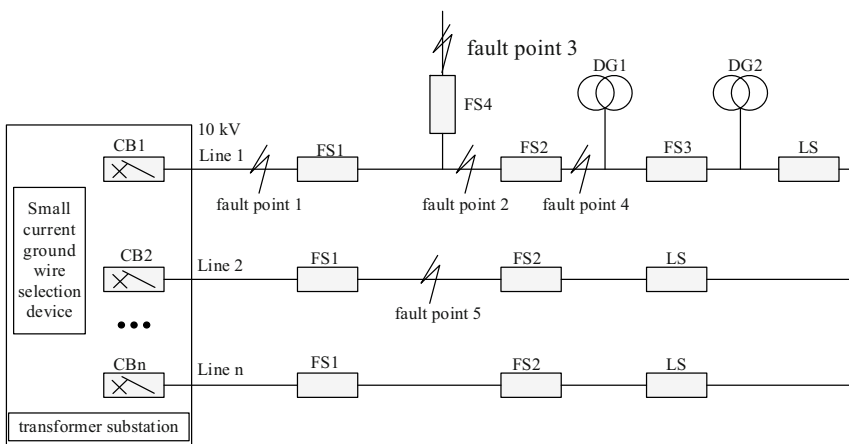 fault point 3
DG1
DG2
FS4
10 kV
CB1
Line 1
FS1
FS2
FS3
LS
fault point 1
fault point 2
fault point 4
Small
current
ground
wire
selection
device
CB2
Line 2
FS1
FS2
LS
fault point 5
CBn
Line n
FS1
FS2
LS
transformer substation